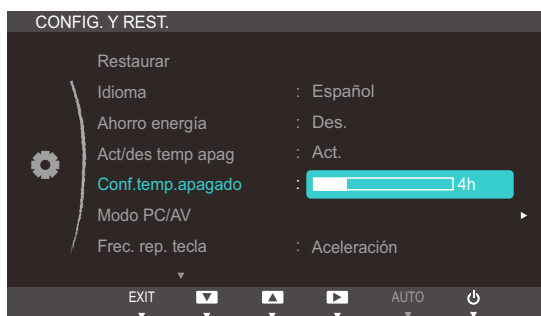 CONFIG. Y REST.
Restaurar
Idioma : Español
Ahorro energía : Des.
Act/des temp apag : Act.
Conf.temp.apagado : 4h
Modo PC/AV
Frec. rep. tecla : Aceleración
EXIT AUTO